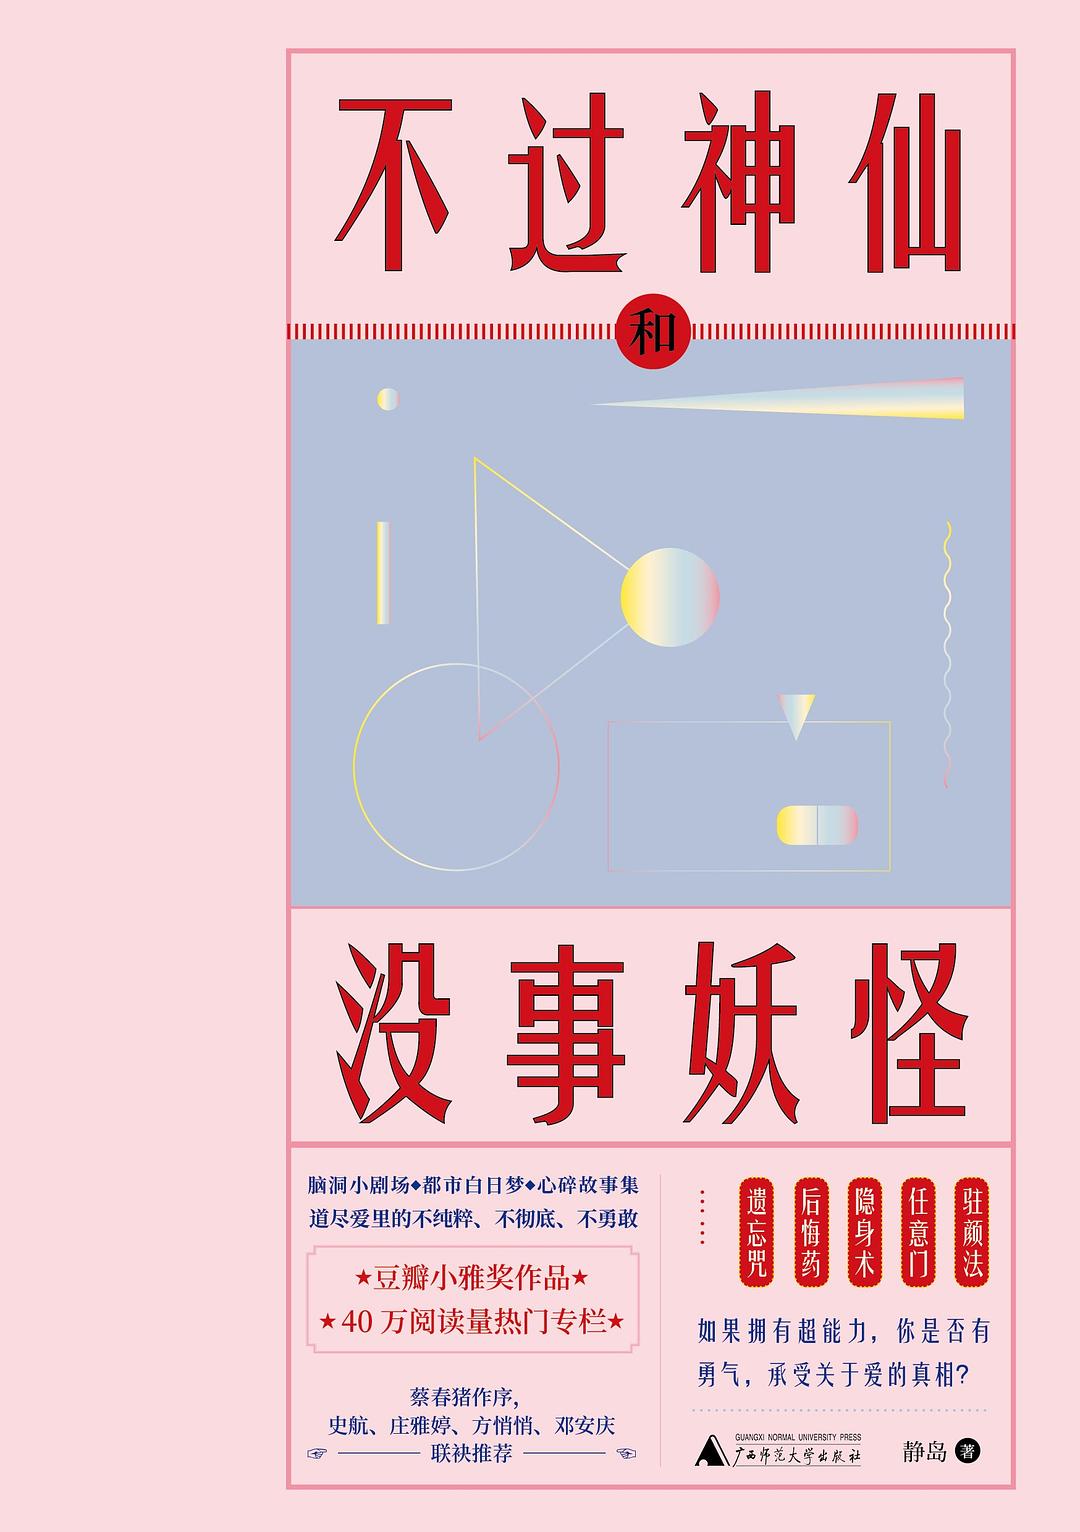 不过神仙
和
没事妖怪
脑洞小剧场◆都市白日梦◆心碎故事集
道尽爱里的不纯粹、不彻底、不勇敢
★豆瓣小雅奖作品★
★40万阅读量热门专栏★
蔡春猪作序，
史航、庄雅婷、方悄悄、邓安庆
☞ 联袂推荐 ☜
驻颜法
任意门
隐身术
后悔药
遗忘咒
……
如果拥有超能力，你是否有
勇气，承受关于爱的真相?
GUANGXI NORMAL UNIVERSITY PRESS
广西师范大学出版社
静岛 著